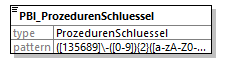 PBI_ProzedurenSchluessel
type ProzedurenSchluessel
pattern ([135689]\-([0-9]){2}([a-zA-Z0-...